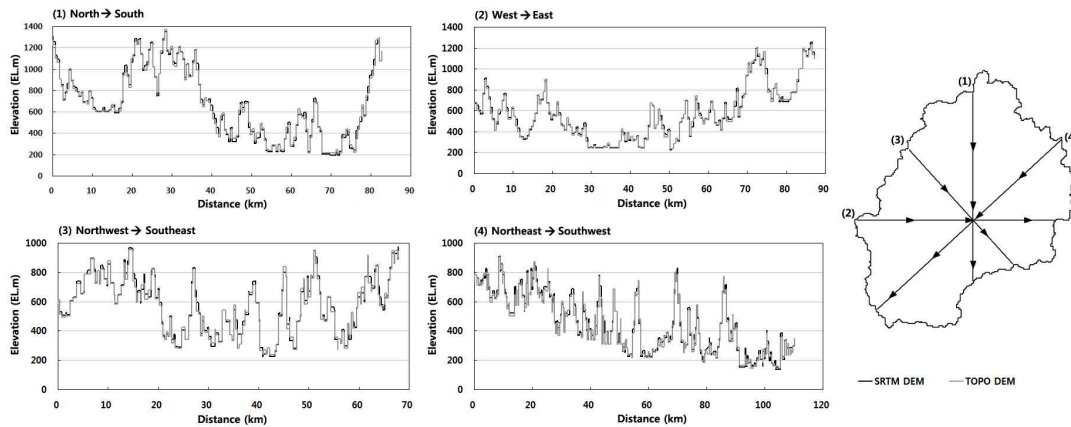 (1) North → South
Elevation (EL.m)
1400
1200
1000
800
600
400
200
0
0 10 20 30 40 50 60 70 80 90
Distance (km)
(2) West → East
Elevation (EL.m)
1400
1200
1000
800
600
400
200
0
0 10 20 30 40 50 60 70 80 90
Distance (km)
(3) Northwest → Southeast
Elevation (EL.m)
1000
800
600
400
200
0
0 10 20 30 40 50 60 70
Distance (km)
(4) Northeast → Southwest
Elevation (EL.m)
1000
800
600
400
200
0
0 20 40 60 80 100 120
Distance (km)
(1)
(3)
(4
(2)
SRTM DEM
TOPO DEM